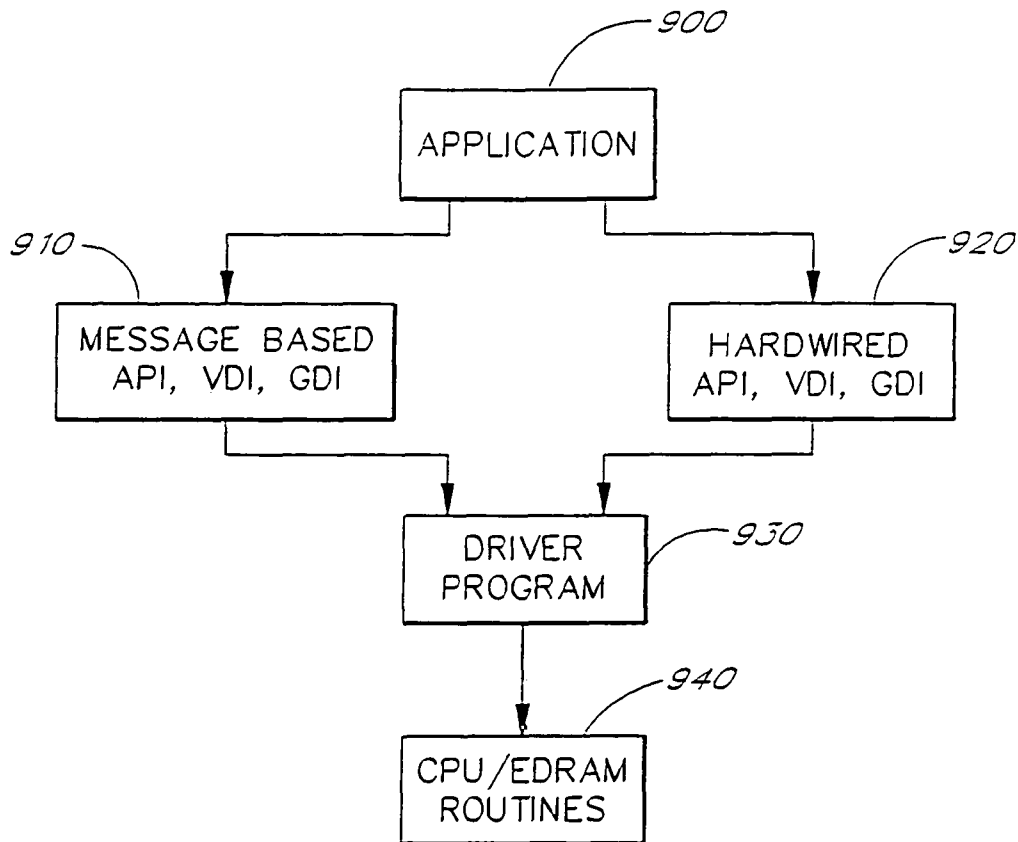 900
APPLICATION
910
920
MESSAGE BASED
API, VDI, GDI
HARDWIRED
API, VDI, GDI
DRIVER
PROGRAM
930
940
CPU/EDRAM
ROUTINES